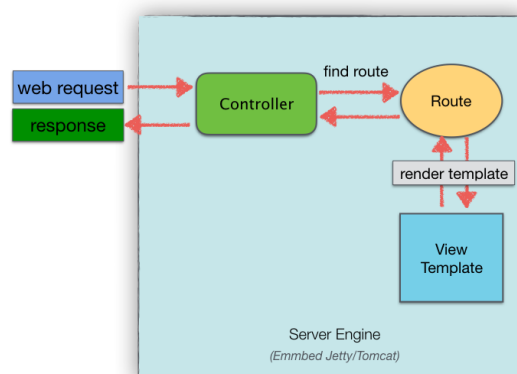 web request
response
Controller
find route
Route
render template
View
Template
Server Engine
(Emmbed Jetty/Tomcat)